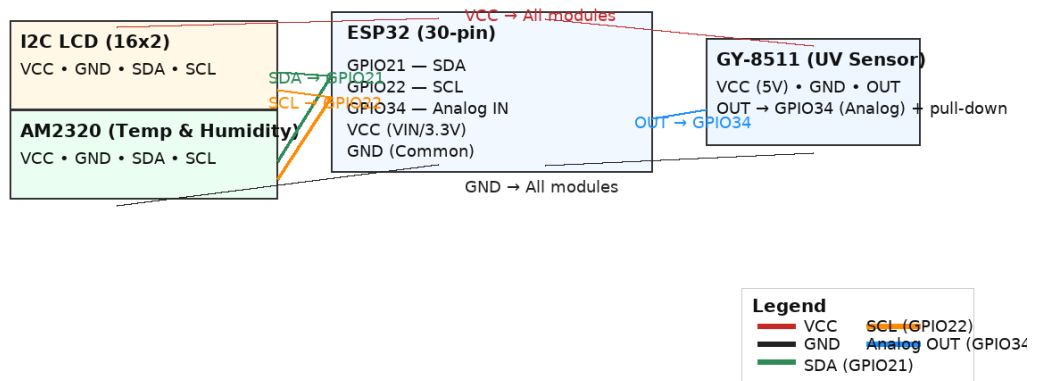 VCC → All modules
I2C LCD (16x2)
VCC • GND • SDA • SCL
SDA → GPIO21
SCL → GPIO22
AM2320 (Temp & Humidity)
VCC • GND • SDA • SCL
ESP32 (30-pin)
GPIO21 — SDA
GPIO22 — SCL
GPIO34 — Analog IN
VCC (VIN/3.3V)
GND (Common)
GND → All modules
GY-8511 (UV Sensor)
VCC (5V) • GND • OUT
OUT → GPIO34 (Analog) + pull-down
OUT → GPIO34
Legend
VCC
GND
SDA (GPIO21)
SCL (GPIO22)
Analog OUT (GPIO34